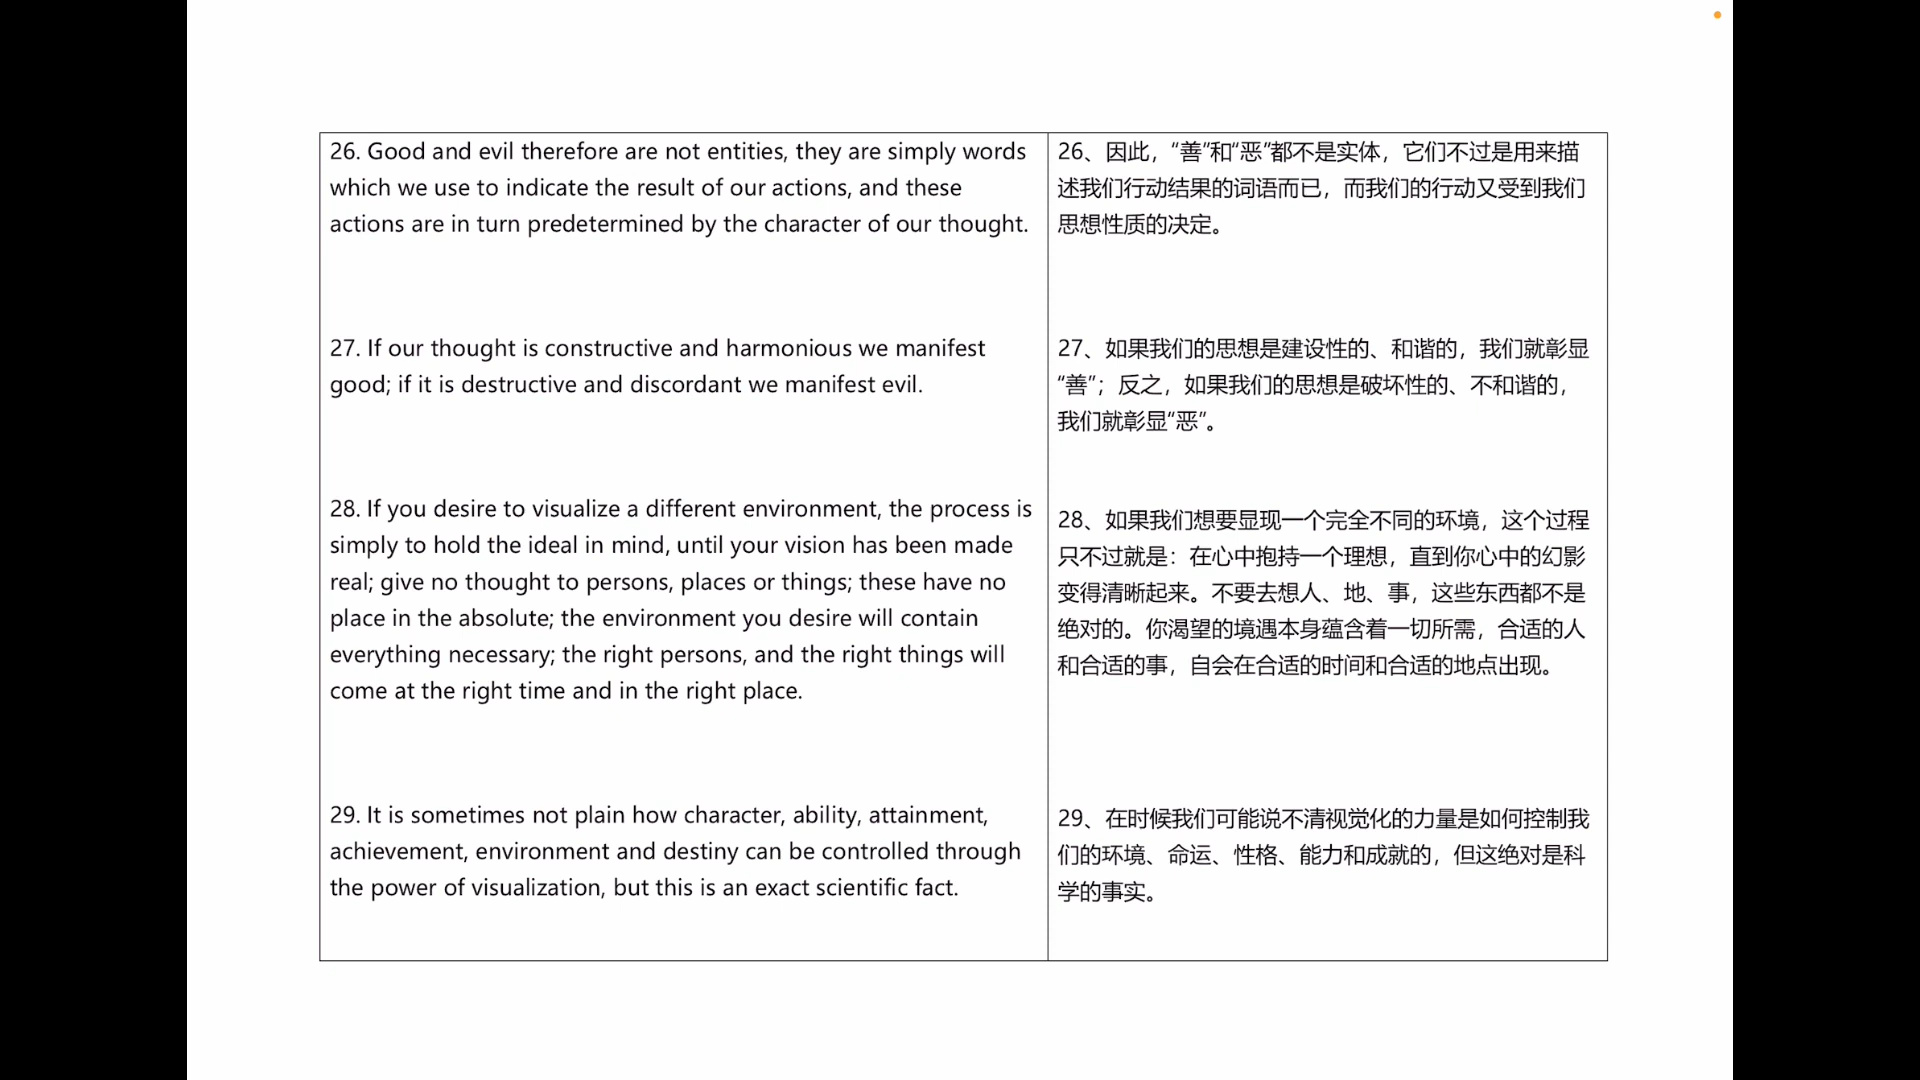 26. Good and evil therefore are not entities, they are simply words
which we use to indicate the result of our actions, and these
actions are in turn predetermined by the character of our thought.
27. If our thought is constructive and harmonious we manifest
good; if it is destructive and discordant we manifest evil.
28. If you desire to visualize a different environment, the process is
simply to hold the ideal in mind, until your vision has been made
real; give no thought to persons, places or things; these have no
place in the absolute; the environment you desire will contain
everything necessary; the right persons, and the right things will
come at the right time and in the right place.
29. It is sometimes not plain how character, ability, attainment,
achievement, environment and destiny can be controlled through
the power of visualization, but this is an exact scientific fact.
26、因此，“善”和“恶”都不是实体，它们不过是用来描
述我们行动结果的词语而已，而我们的行动又受到我们
思想性质的决定。
27、如果我们的思想是建设性的、和谐的，我们就彰显
“善”；反之，如果我们的思想是破坏性的、不和谐的，
我们就彰显“恶”。
28、如果我们想要显现一个完全不同的环境，这个过程
只不过就是：在心中抱持一个理想，直到你心中的幻影
变得清晰起来。不要去想人、地、事，这些东西都不是
绝对的。你渴望的境遇本身蕴含着一切所需，合适的人
和合适的事，自会在合适的时间和合适的地点出现。
29、在时候我们可能说不清视觉化的力量是如何控制我
们的环境、命运、性格、能力和成就的，但这绝对是科
学的事实。